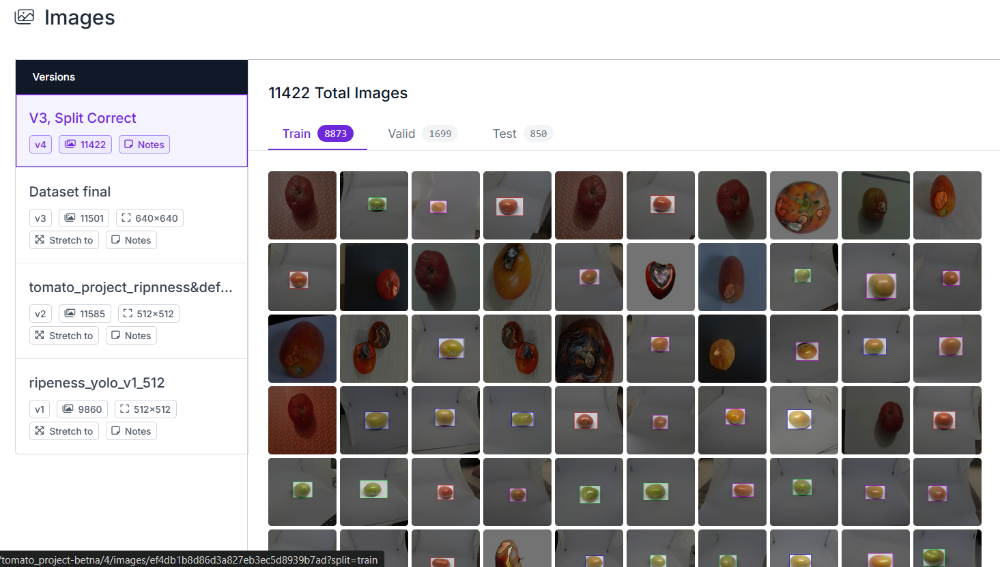 Images
Versions
V3, Split Correct
v4 11422 Notes
Dataset final
v3 11501 640×640
Stretch to Notes
tomato_project_ripnness&def...
v2 11585 512×512
Stretch to Notes
ripeness_yolo_v1_512
v1 9860 512×512
Stretch to Notes
11422 Total Images
Train 8873 Valid 1699 Test 850
/tomato_project-betna/4/images/ef4db1b8d86d3a827eb3ec5d8939b7ad?split=train